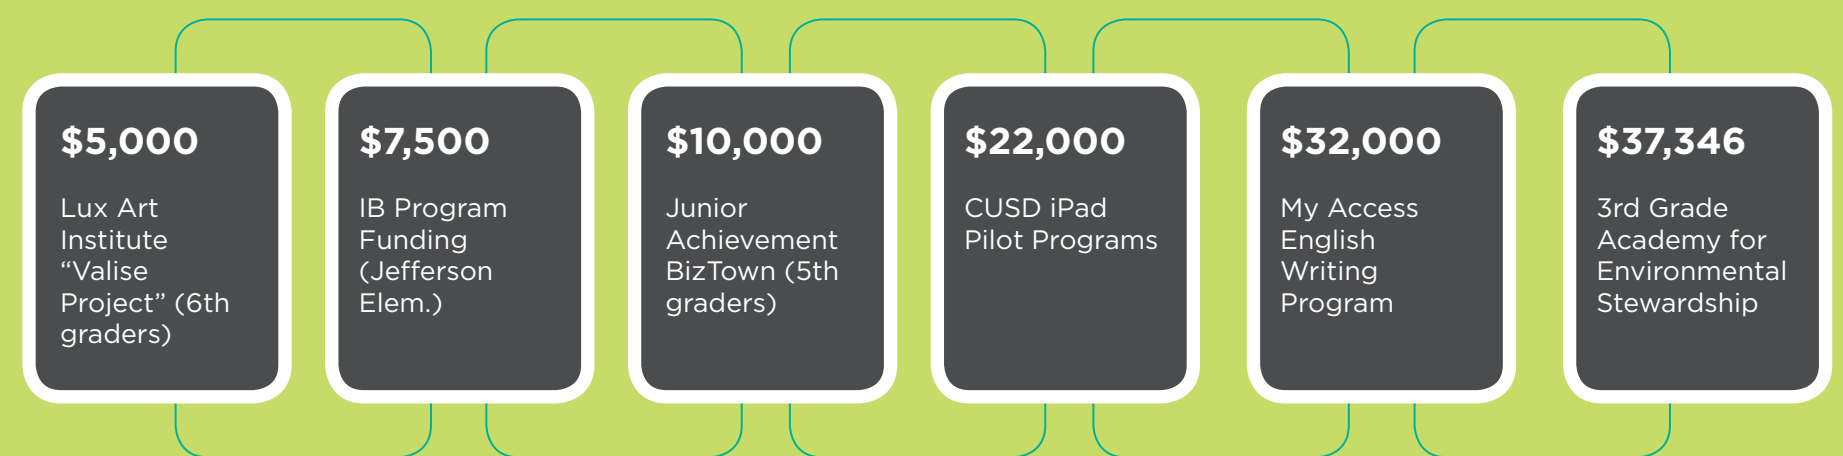 $5,000
Lux Art
Institute
“Valise
Project” (6th
graders)
$7,500
IB Program
Funding
(Jefferson
Elem.)
$10,000
Junior
Achievement
BizTown (5th
graders)
$22,000
CUSD iPad
Pilot Programs
$32,000
My Access
English
Writing
Program
$37,346
3rd Grade
Academy for
Environmental
Stewardship